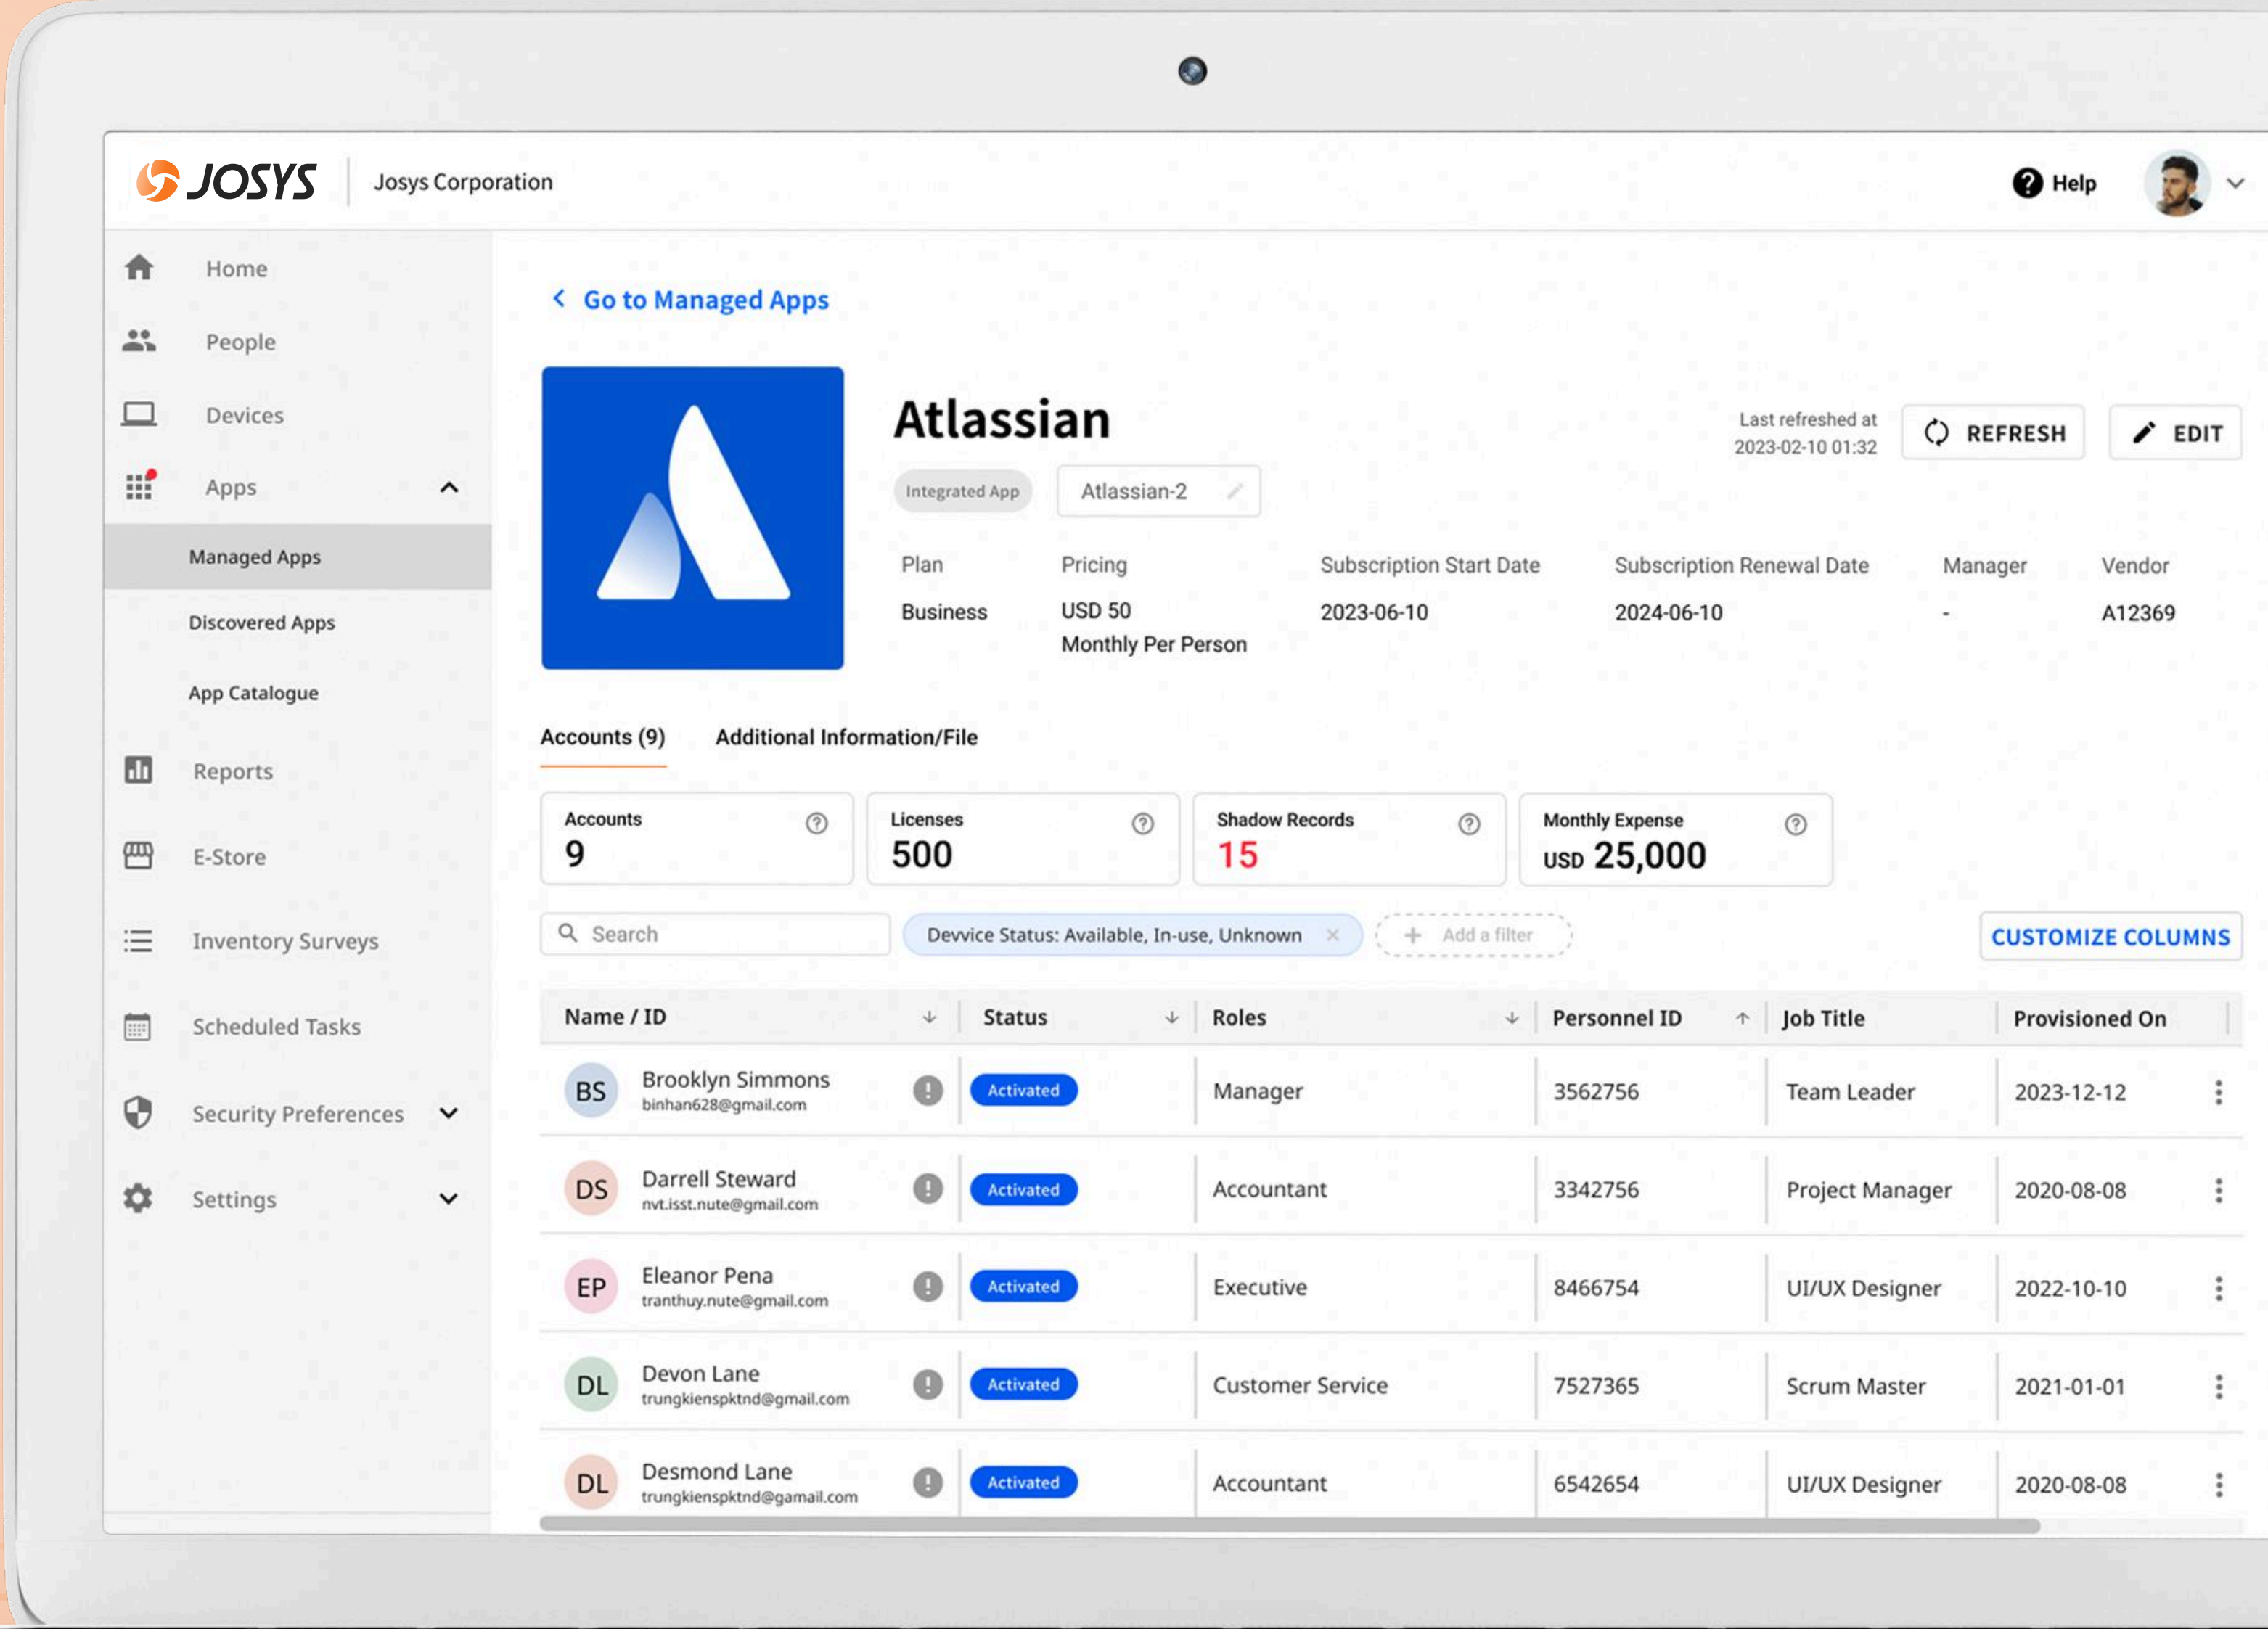 JOSYS
Josys Corporation
Help
Home
People
Devices
Apps
Managed Apps
Discovered Apps
App Catalogue
Reports
E-Store
Inventory Surveys
Scheduled Tasks
Security Preferences
Settings
Go to Managed Apps
Atlassian
Integrated App
Atlassian-2
Last refreshed at
2023-02-10 01:32
REFRESH
EDIT
Plan Pricing Subscription Start Date Subscription Renewal Date Manager Vendor
Business USD 50 2023-06-10 2024-06-10 - A12369
Monthly Per Person
Accounts (9) Additional Information/File
Accounts Licenses Shadow Records Monthly Expense
9 500 15 USD 25,000
Search Devvice Status: Available, In-use, Unknown Add a filter CUSTOMIZE COLUMNS
Name / ID Status Roles Personnel ID Job Title Provisioned On
BS Brooklyn Simmons Activated Manager 3562756 Team Leader 2023-12-12
binhan628@gmail.com
DS Darrell Steward Activated Accountant 3342756 Project Manager 2020-08-08
nvt.isst.nute@gmail.com
EP Eleanor Pena Activated Executive 8466754 UI/UX Designer 2022-10-10
tranthuy.nute@gmail.com
DL Devon Lane Activated Customer Service 7527365 Scrum Master 2021-01-01
trungkienspktnd@gmail.com
DL Desmond Lane Activated Accountant 6542654 UI/UX Designer 2020-08-08
trungkienspktnd@gamail.com